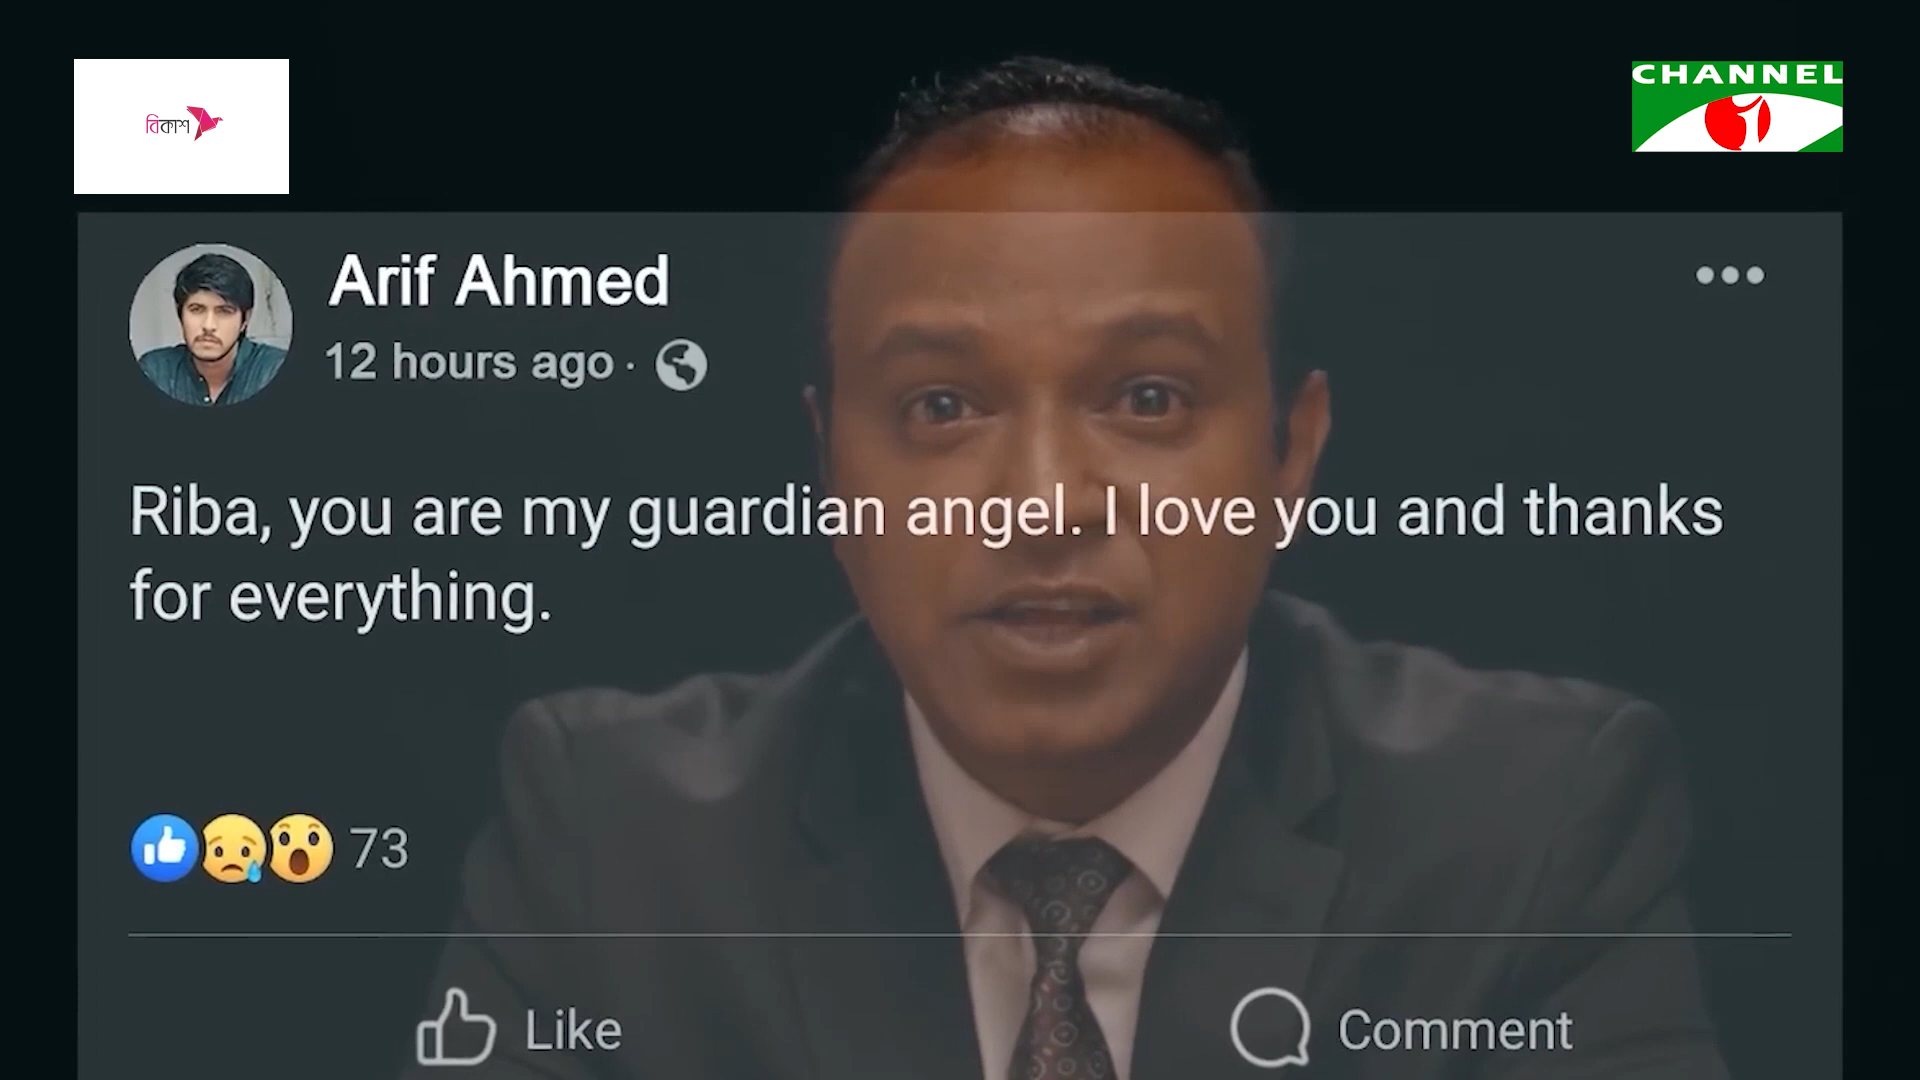 বিকাশ
CHANNEL
Arif Ahmed
12 hours ago ·
Riba, you are my guardian angel. I love you and thanks
for everything.
73
Like
Comment